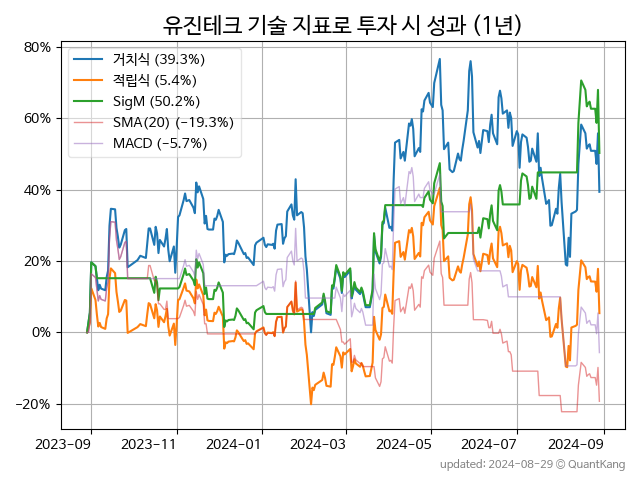 유진테크 기술 지표로 투자 시 성과 (1년)
거치식 (39.3%)
적립식 (5.4%)
SigM (50.2%)
SMA(20) (−19.3%)
MACD (−5.7%)
80%
60%
40%
20%
0%
−20%
2023-09 2023-11 2024-01 2024-03 2024-05 2024-07 2024-09
updated: 2024-08-29 © QuantKang